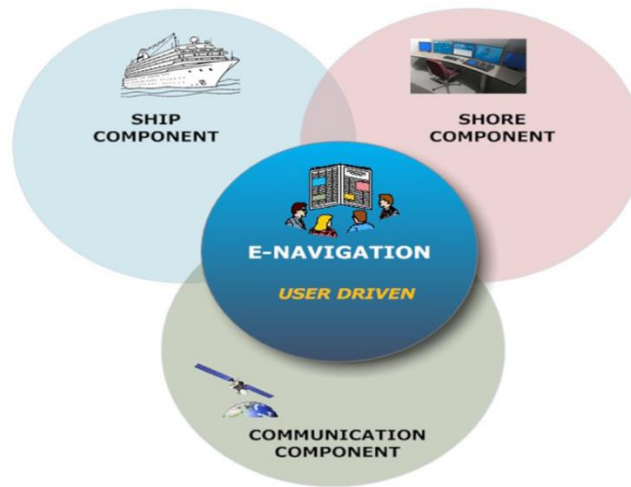 SHIP
COMPONENT
SHORE
COMPONENT
E-NAVIGATION
USER DRIVEN
COMMUNICATION
COMPONENT